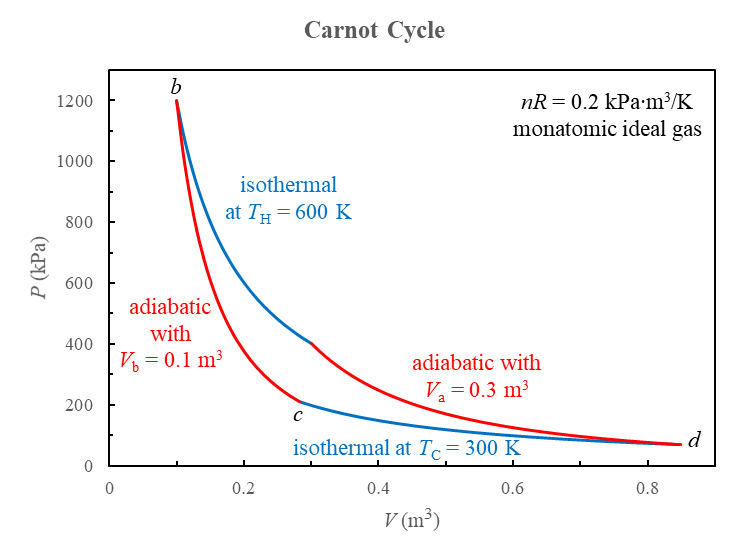 Carnot Cycle
b
nR = 0.2 kPa·m³/K
monatomic ideal gas
isothermal
at T_H = 600 K
adiabatic
with
V_b = 0.1 m³
adiabatic with
V_a = 0.3 m³
c
d
isothermal at T_C = 300 K
P (kPa)
1200
1000
800
600
400
200
0
0
0.2
0.4
0.6
0.8
V (m³)